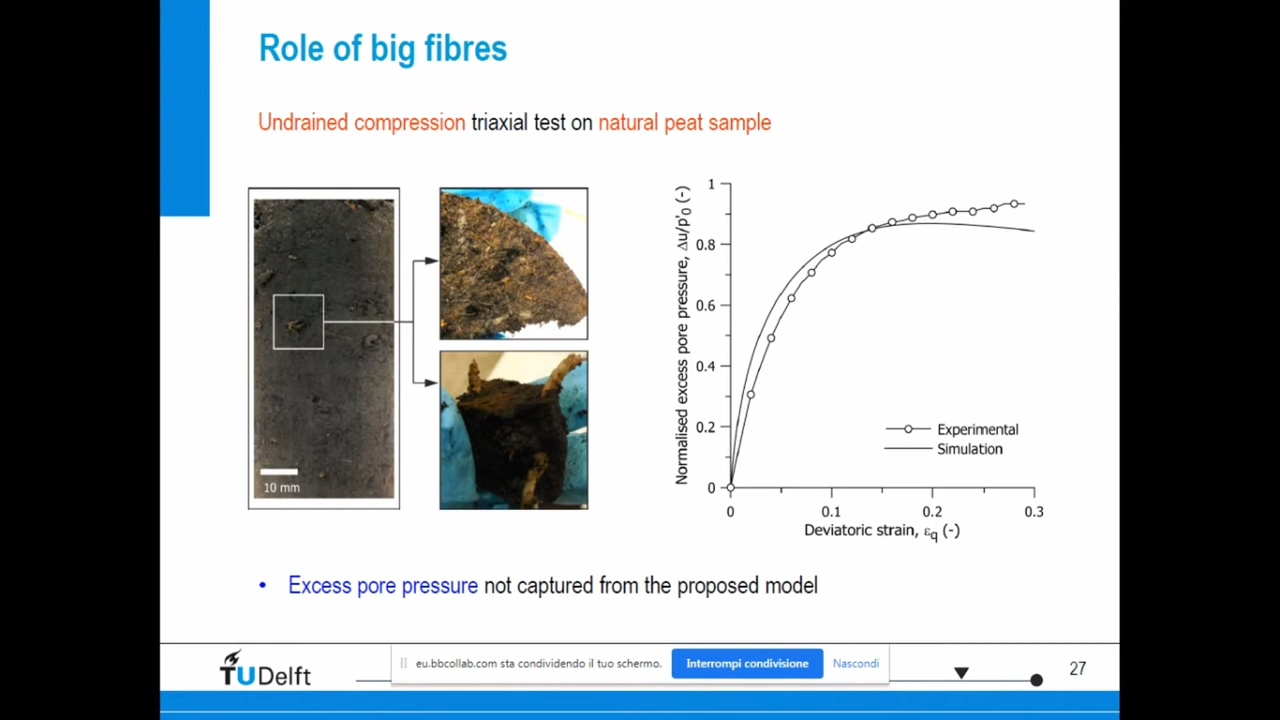 Role of big fibres
Undrained compression triaxial test on natural peat sample
10 mm
Normalised excess pore pressure, Δu/p'₀ (-)
1
0.8
0.6
0.4
0.2
0
0
0.1
0.2
0.3
Experimental
Simulation
Deviatoric strain, εq (-)
• Excess pore pressure not captured from the proposed model
TUDelft
eu.bbcollab.com sta condividendo il tuo schermo.
Interrompi condivisione
Nascondi
27